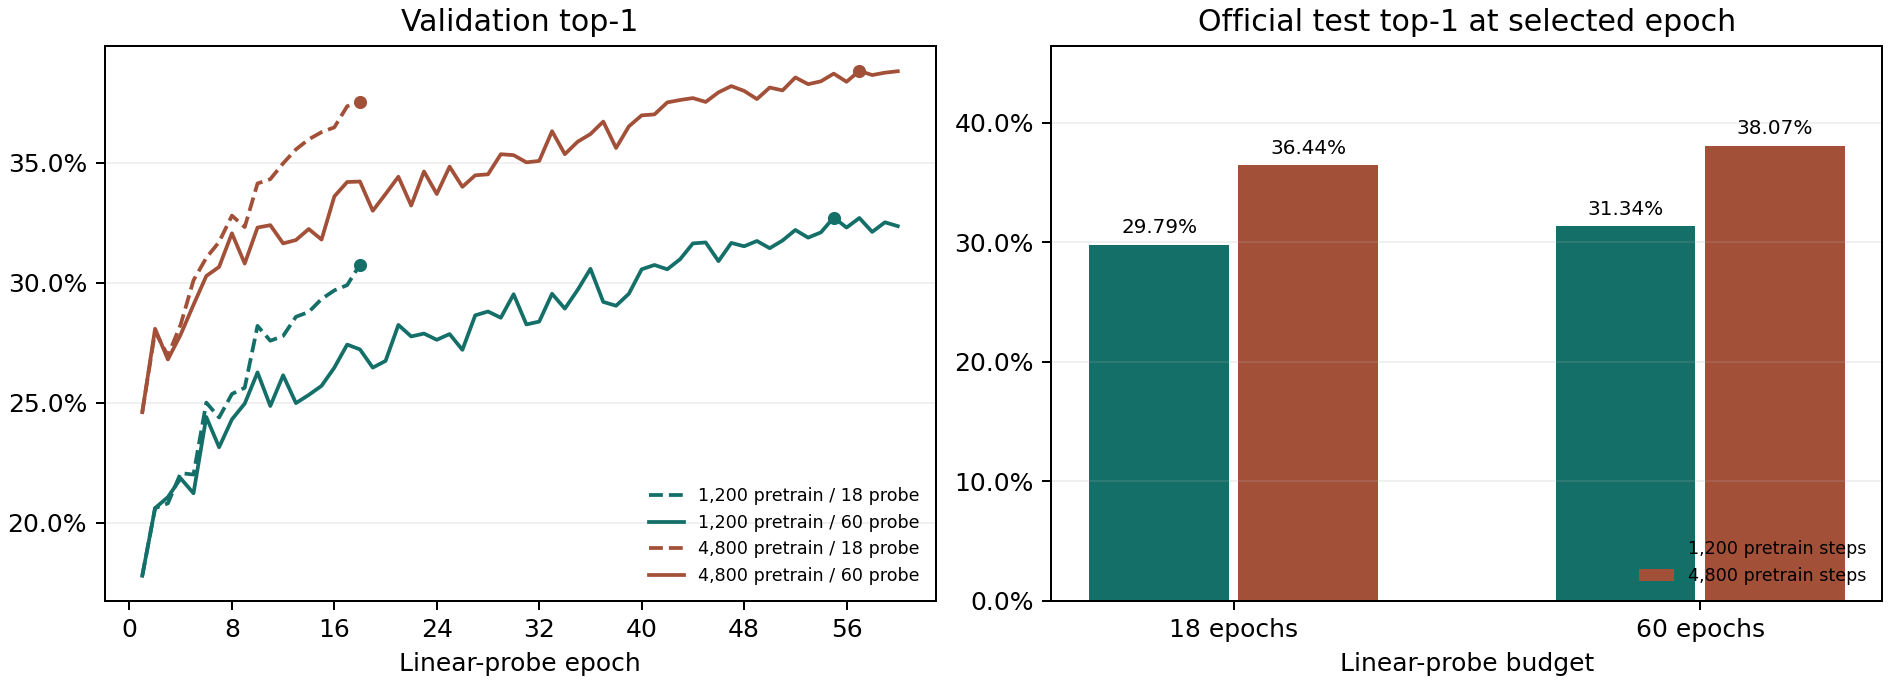 Validation top-1
35.0%
30.0%
25.0%
20.0%
1,200 pretrain / 18 probe
1,200 pretrain / 60 probe
4,800 pretrain / 18 probe
4,800 pretrain / 60 probe
0 8 16 24 32 40 48 56
Linear-probe epoch
Official test top-1 at selected epoch
40.0%
30.0%
20.0%
10.0%
0.0%
29.79%
36.44%
31.34%
38.07%
1,200 pretrain steps
4,800 pretrain steps
18 epochs 60 epochs
Linear-probe budget